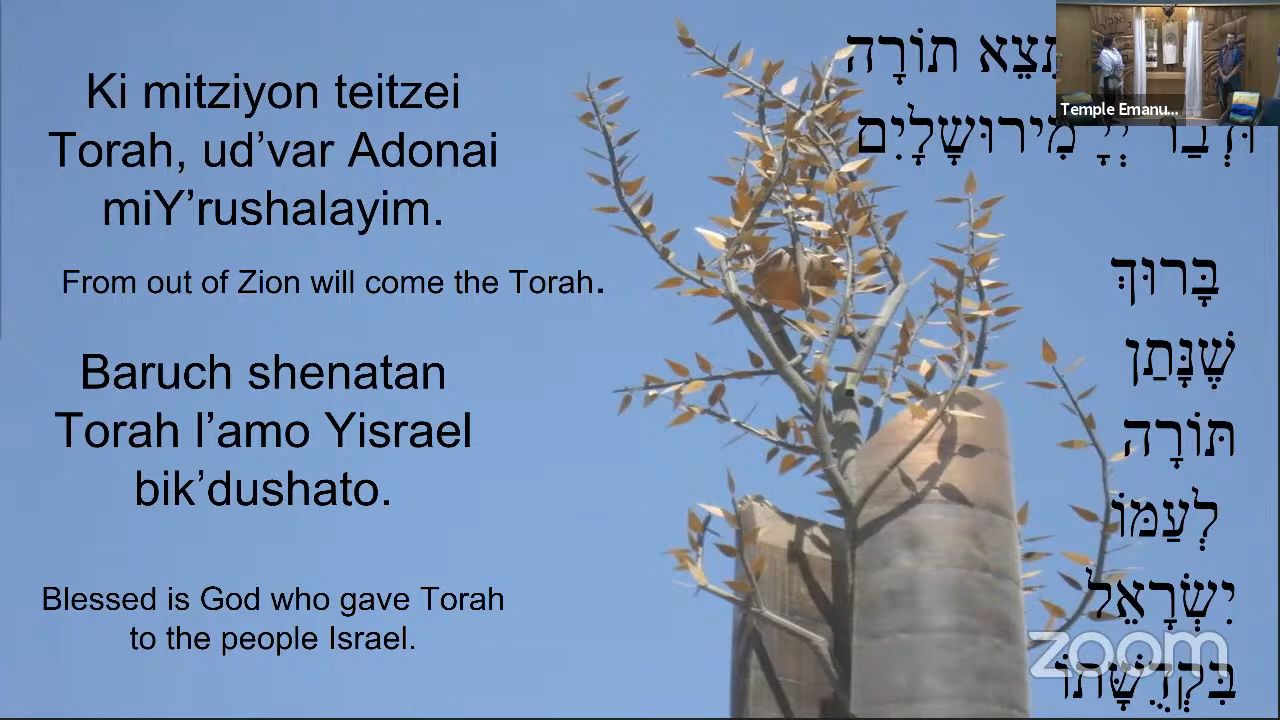 Ki mitziyon teitzei
Torah, ud’var Adonai
miY’rushalayim.
From out of Zion will come the Torah.
Baruch shenatan
Torah l’amo Yisrael
bik’dushato.
Blessed is God who gave Torah
to the people Israel.
תֵּצֵא תוֹרָה
וּדְבַר יְיָ מִירוּשָׁלָיִם
בָּרוּךְ
שֶׁנָּתַן
תּוֹרָה
לְעַמּוֹ
יִשְׂרָאֵל
בִּקְדֻשָּׁתוֹ
Temple Emanu...
zoom